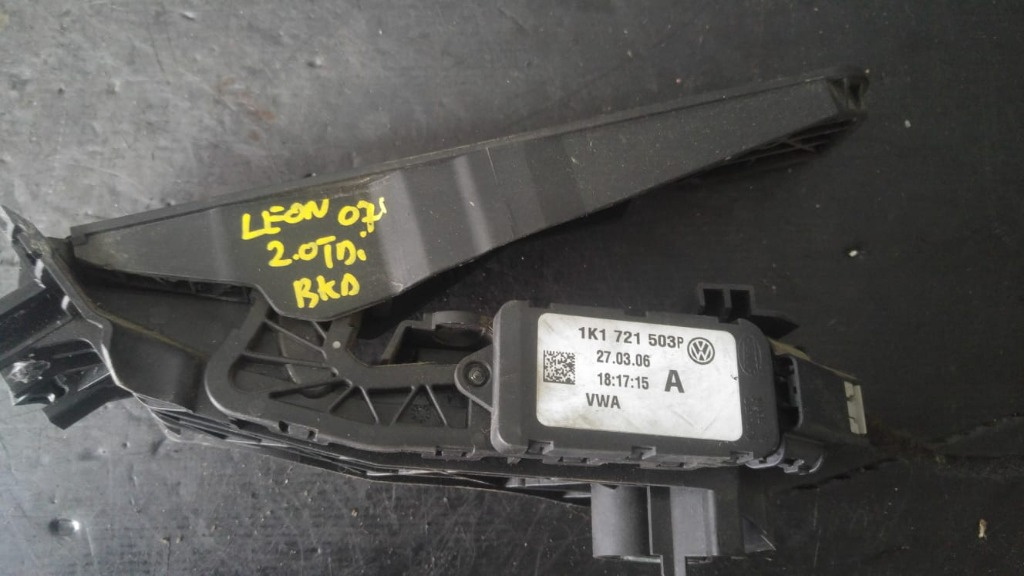 LEON 07'
2.0TDi
BKD
1K1 721 503P
27.03.06
18:17:15 A
VWA